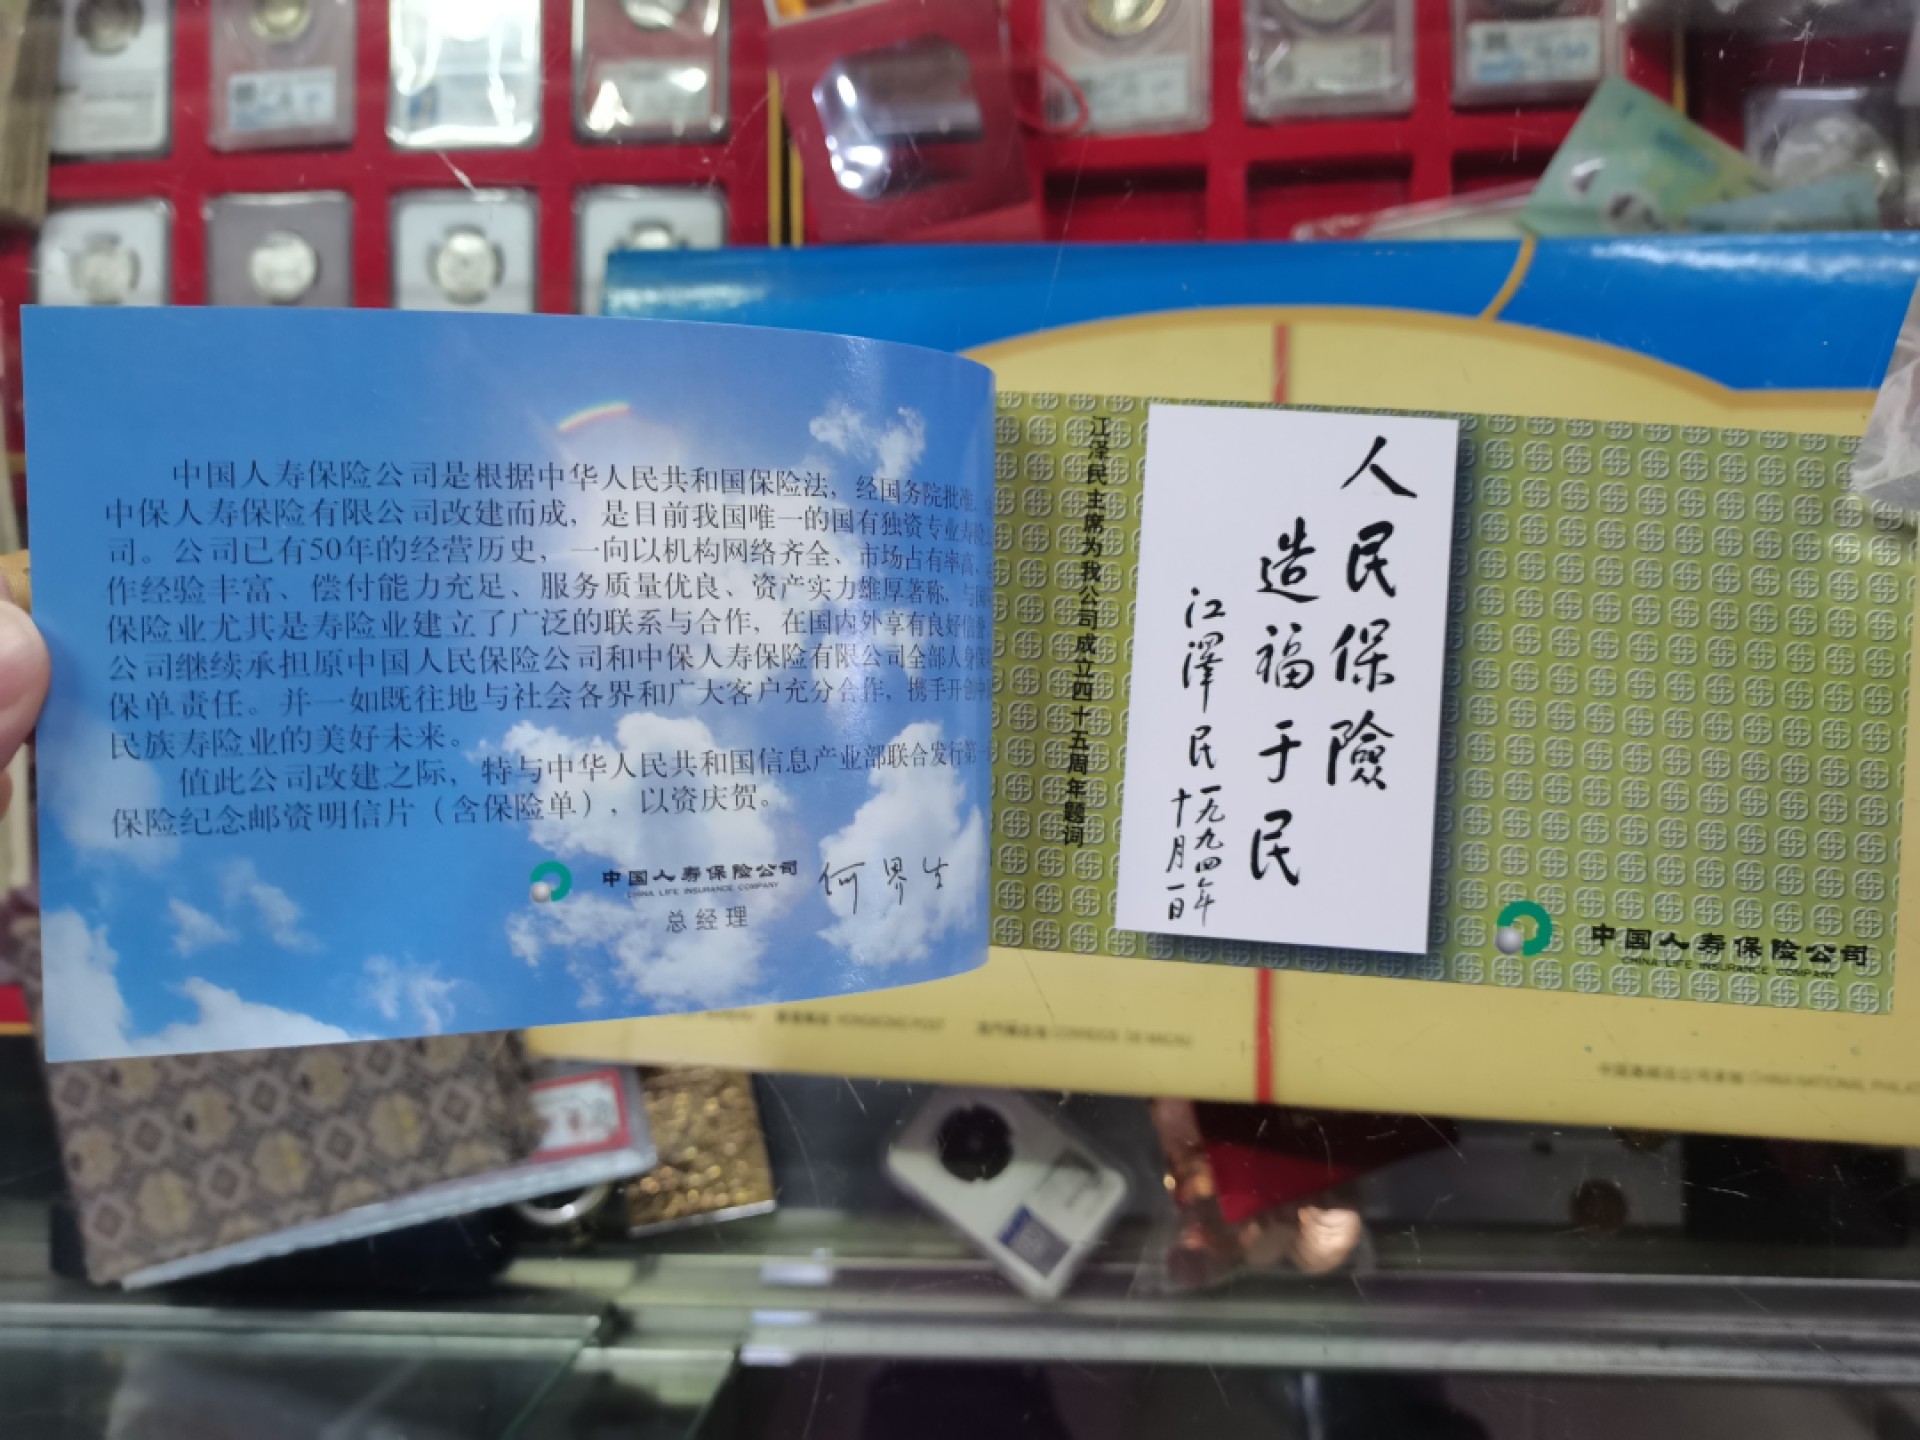 中国人寿保险公司是根据中华人民共和国保险法，经国务院批准，
中保人寿保险有限公司改建而成，是目前我国唯一的国有独资专业寿险
司。公司已有50年的经营历史，一向以机构网络齐全、市场占有率高、
作经验丰富、偿付能力充足、服务质量优良、资产实力雄厚著称，与国
保险业尤其是寿险业建立了广泛的联系与合作，在国内外享有良好信誉
公司继续承担原中国人民保险公司和中保人寿保险有限公司全部人身保
保单责任。并一如既往地与社会各界和广大客户充分合作，携手开创中
民族寿险业的美好未来。
值此公司改建之际，特与中华人民共和国信息产业部联合发行第一
保险纪念邮资明信片（含保险单），以资庆贺。
中国人寿保险公司
CHINA LIFE INSURANCE COMPANY
总经理
何界生
江泽民主席为我公司成立四十五周年题词
人民保險
造福于民
江澤民
一九九四年
十月一日
中国人寿保险公司
CHINA LIFE INSURANCE COMPANY
HONGKONG POST
CORREIOS DE MACAU